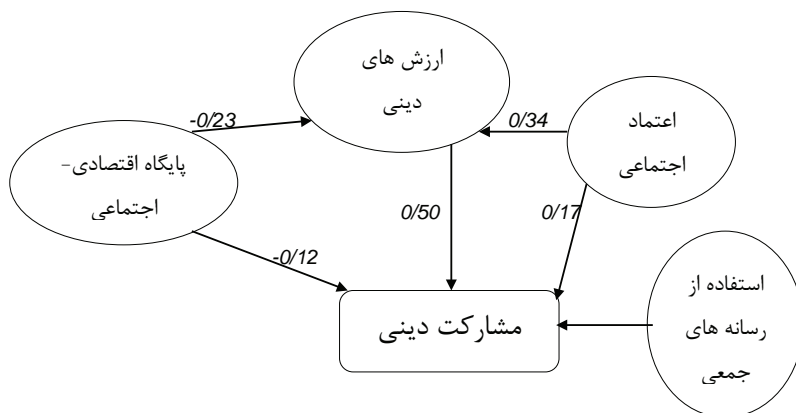 ارزش های
دینی
-0/23
0/34
اعتماد
اجتماعی
پایگاه اقتصادی-
اجتماعی
0/50
0/17
-0/12
مشارکت دینی
استفاده از
رسانه های
جمعی